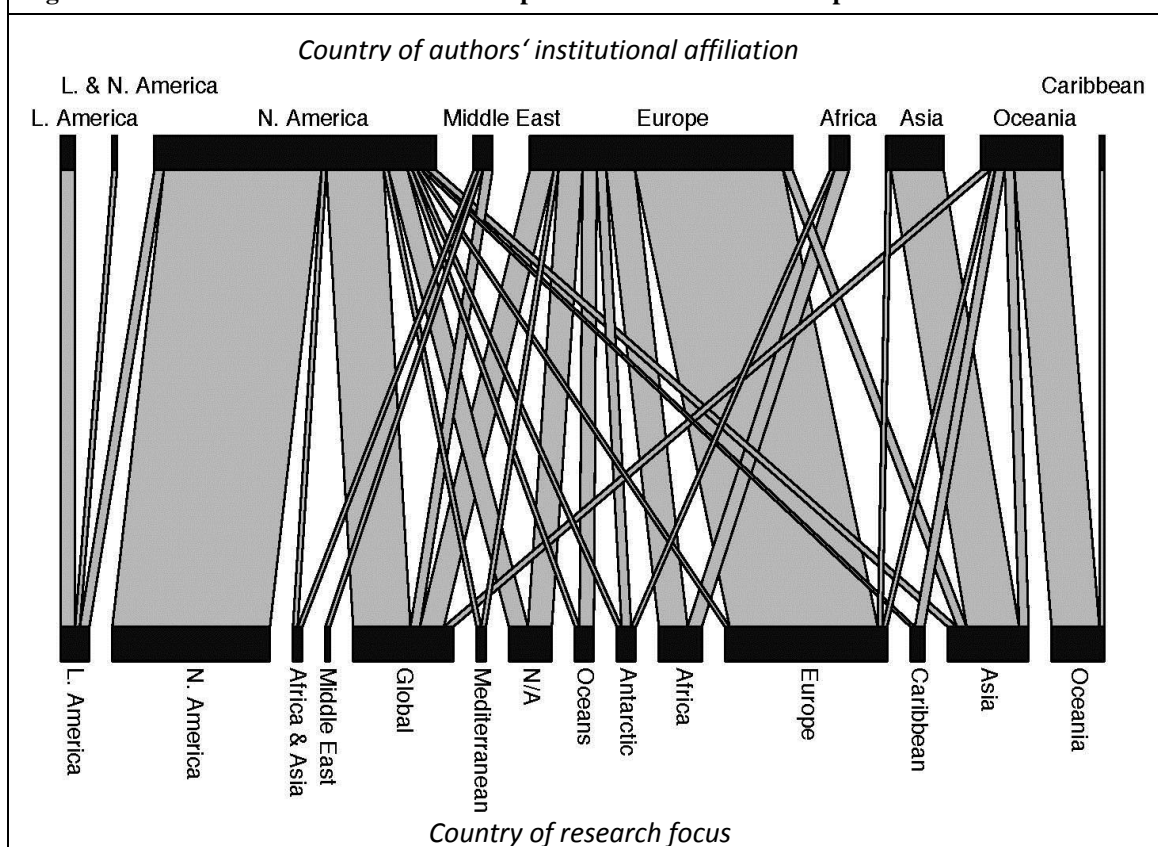 Country of authors‘ institutional affiliation
L. & N. America
Caribbean
L. America
N. America
Middle East
Europe
Africa
Asia
Oceania
L. America
N. America
Africa & Asia
Middle East
Global
Mediterranean
N/A
Oceans
Antarctic
Africa
Europe
Caribbean
Asia
Oceania
Country of research focus